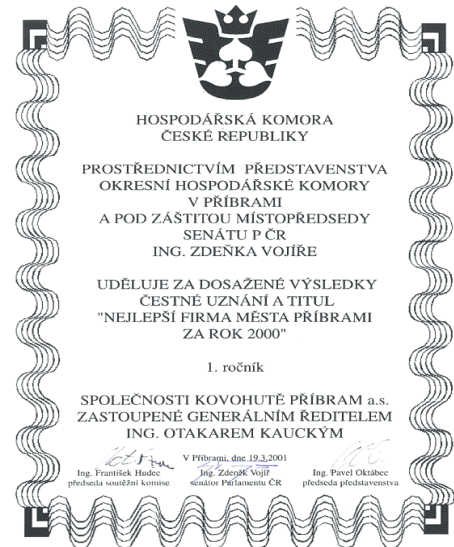 HOSPODÁŘSKÁ KOMORA
ČESKÉ REPUBLIKY
PROSTŘEDNICTVÍM PŘEDSTAVENSTVA
OKRESNÍ HOSPODÁŘSKÉ KOMORY
V PŘÍBRAMI
A POD ZÁŠTITOU MÍSTOPŘEDSEDY
SENÁTU P ČR
ING. ZDEŇKA VOJÍŘE
UDĚLUJE ZA DOSAŽENÉ VÝSLEDKY
ČESTNÉ UZNÁNÍ A TITUL
"NEJLEPŠÍ FIRMA MĚSTA PŘÍBRAMI
ZA ROK 2000"
1. ročník
SPOLEČNOSTI KOVOHUTĚ PŘÍBRAM a.s.
ZASTOUPENÉ GENERÁLNÍM ŘEDITELEM
ING. OTAKAREM KAUCKÝM
V Příbrami, dne 19.3.2001
Ing. František Hudec Ing. Zdeněk Vojíř Ing. Pavel Oktábec
předseda soutěžní komise senátor Parlamentu ČR předseda představenstva